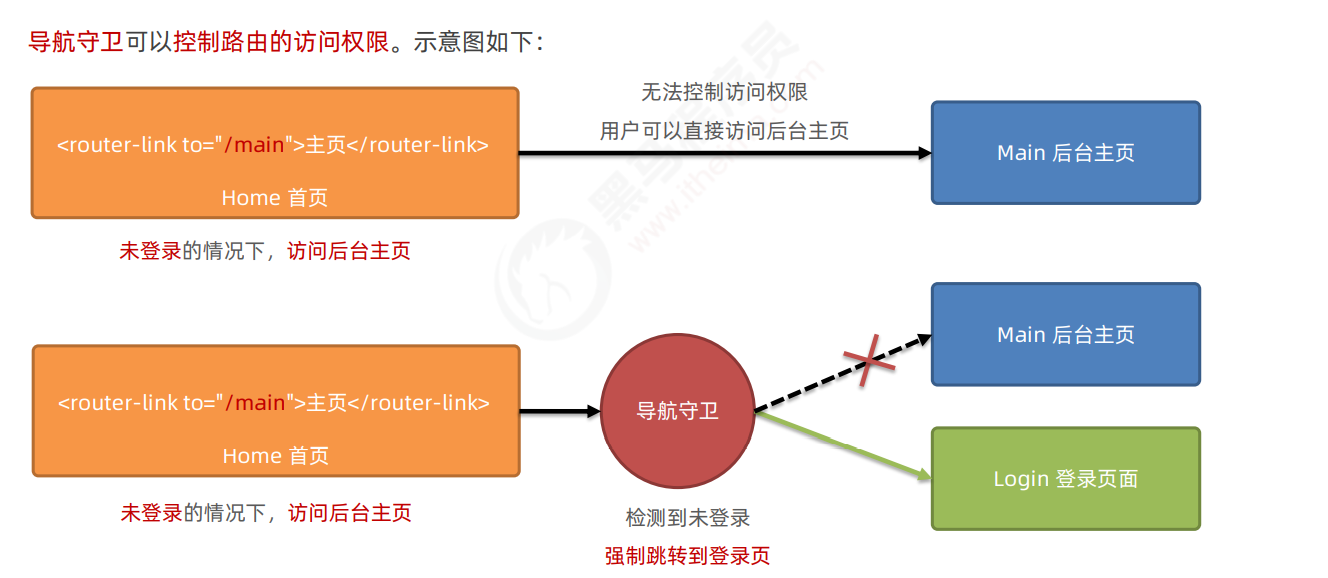 导航守卫可以控制路由的访问权限。示意图如下：
无法控制访问权限
用户可以直接访问后台主页
<router-link to="/main">主页</router-link>
Home 首页
Main 后台主页
未登录的情况下，访问后台主页
黑马程序员
www.itheima.com
Main 后台主页
<router-link to="/main">主页</router-link>
Home 首页
导航守卫
Login 登录页面
未登录的情况下，访问后台主页
检测到未登录
强制跳转到登录页